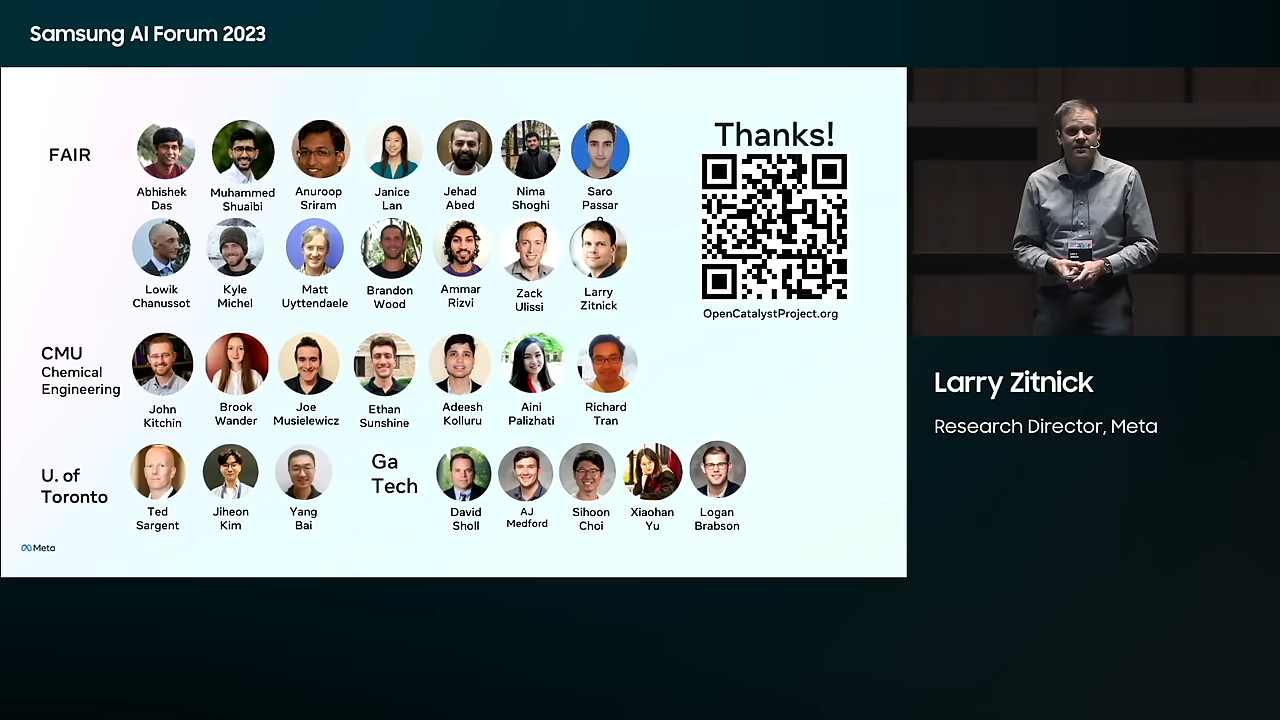 Samsung AI Forum 2023
FAIR
Abhishek
Das
Muhammed
Shuaibi
Anuroop
Sriram
Janice
Lan
Jehad
Abed
Nima
Shoghi
Saro
Passar
o
Lowik
Chanussot
Kyle
Michel
Matt
Uyttendaele
Brandon
Wood
Ammar
Rizvi
Zack
Ulissi
Larry
Zitnick
Thanks!
OpenCatalystProject.org
CMU
Chemical
Engineering
John
Kitchin
Brook
Wander
Joe
Musielewicz
Ethan
Sunshine
Adeesh
Kolluru
Aini
Palizhati
Richard
Tran
U. of
Toronto
Ted
Sargent
Jiheon
Kim
Yang
Bai
Ga
Tech
David
Sholl
AJ
Medford
Sihoon
Choi
Xiaohan
Yu
Logan
Brabson
Meta
Larry Zitnick
Research Director, Meta